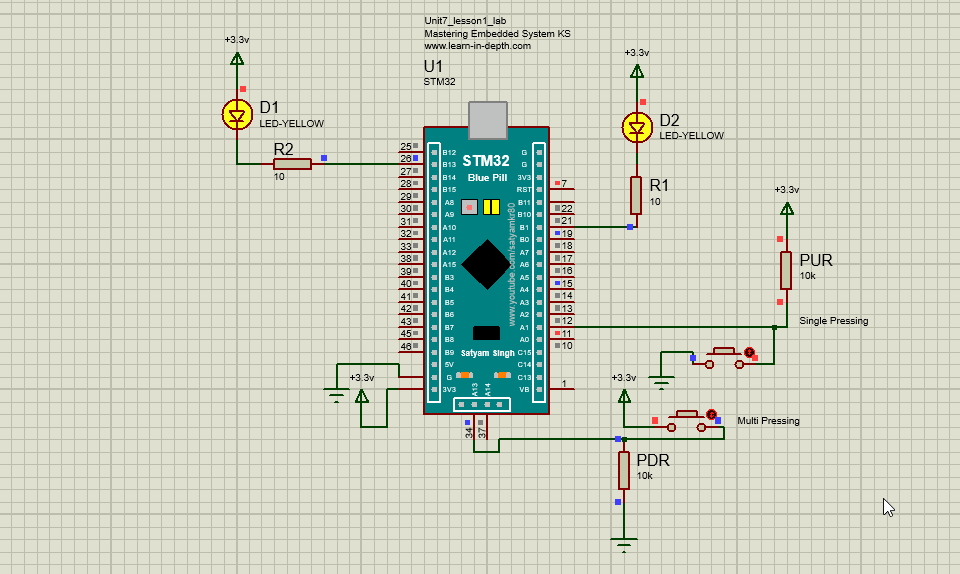 Unit7_lesson1_lab
Mastering Embedded System KS
www.learn-in-depth.com
U1
STM32
+3.3v
D1
LED-YELLOW
R2
10
+3.3v
D2
LED-YELLOW
R1
10
+3.3v
PUR
10k
Single Pressing
+3.3v
Multi Pressing
PDR
10k
+3.3v
STM32
Blue Pill
www.youtube.com/satyamkr80
Satyam Singh
25 B12
26 B13
27 B14
28 B15
29 A8
30 A9
31 A10
32 A11
33 A12
38 A15
39 B3
40 B4
41 B5
42 B6
43 B7
45 B8
46 B9
5V
G
3V3
G
G
3V3
RST 7
B11 22
B10 21
B1 19
B0 18
A7 17
A6 16
A5 15
A4 14
A3 13
A2 12
A1 11
A0 10
C15
C14
C13
VB 1
A13
A14
34
37